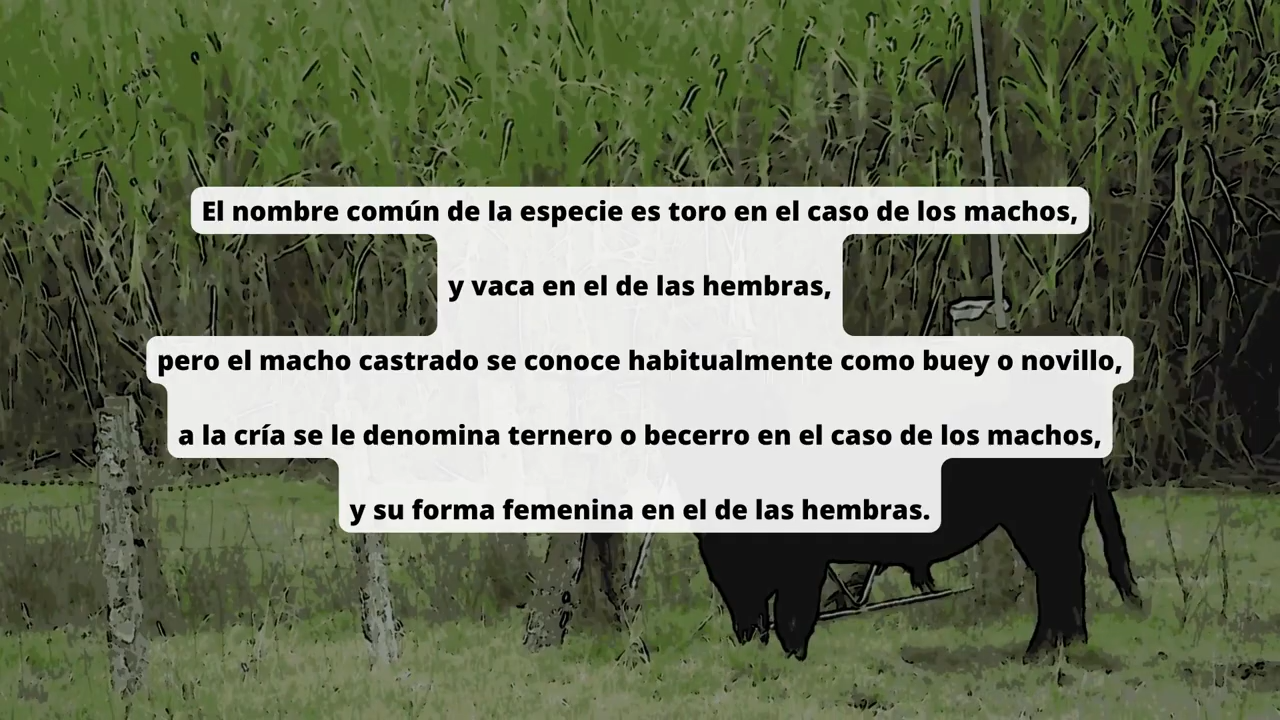 El nombre común de la especie es toro en el caso de los machos,
y vaca en el de las hembras,
pero el macho castrado se conoce habitualmente como buey o novillo,
a la cría se le denomina ternero o becerro en el caso de los machos,
y su forma femenina en el de las hembras.